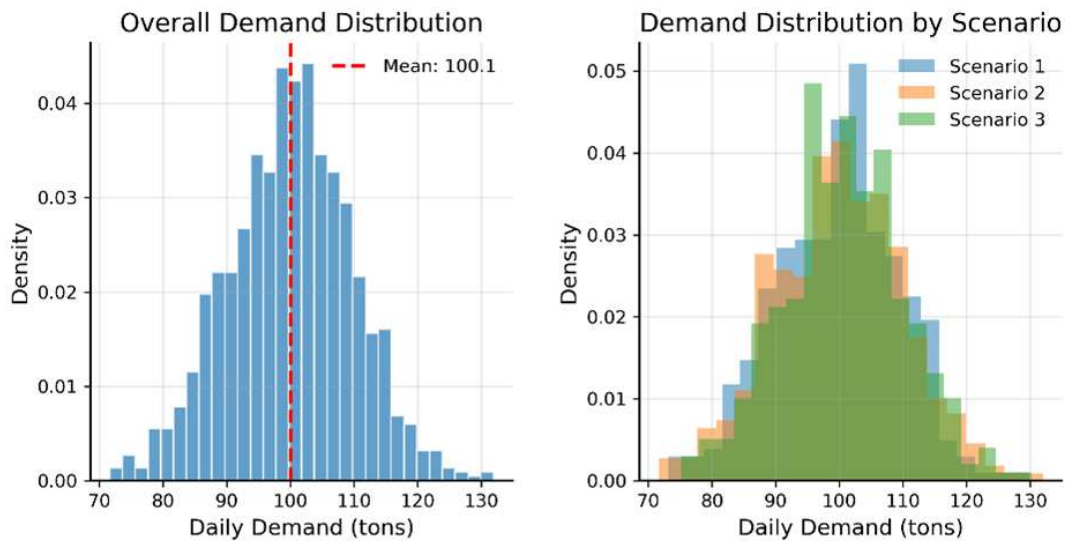 Overall Demand Distribution
Mean: 100.1
0.04
0.03
0.02
0.01
0.00
Density
70 80 90 100 110 120 130
Daily Demand (tons)
Demand Distribution by Scenario
Scenario 1
Scenario 2
Scenario 3
0.05
0.04
0.03
0.02
0.01
0.00
Density
70 80 90 100 110 120 130
Daily Demand (tons)